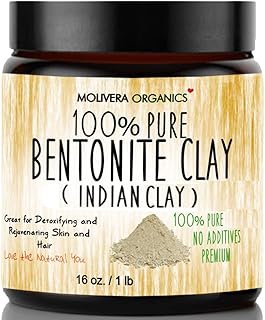 MOLIVERA ORGANICS
100% PURE
BENTONITE CLAY
( INDIAN CLAY )
Great for Detoxifying and
Rejuvenating Skin and
Hair
Love the Natural You
100% PURE
NO ADDITIVES
PREMIUM
16 oz. / 1 lb